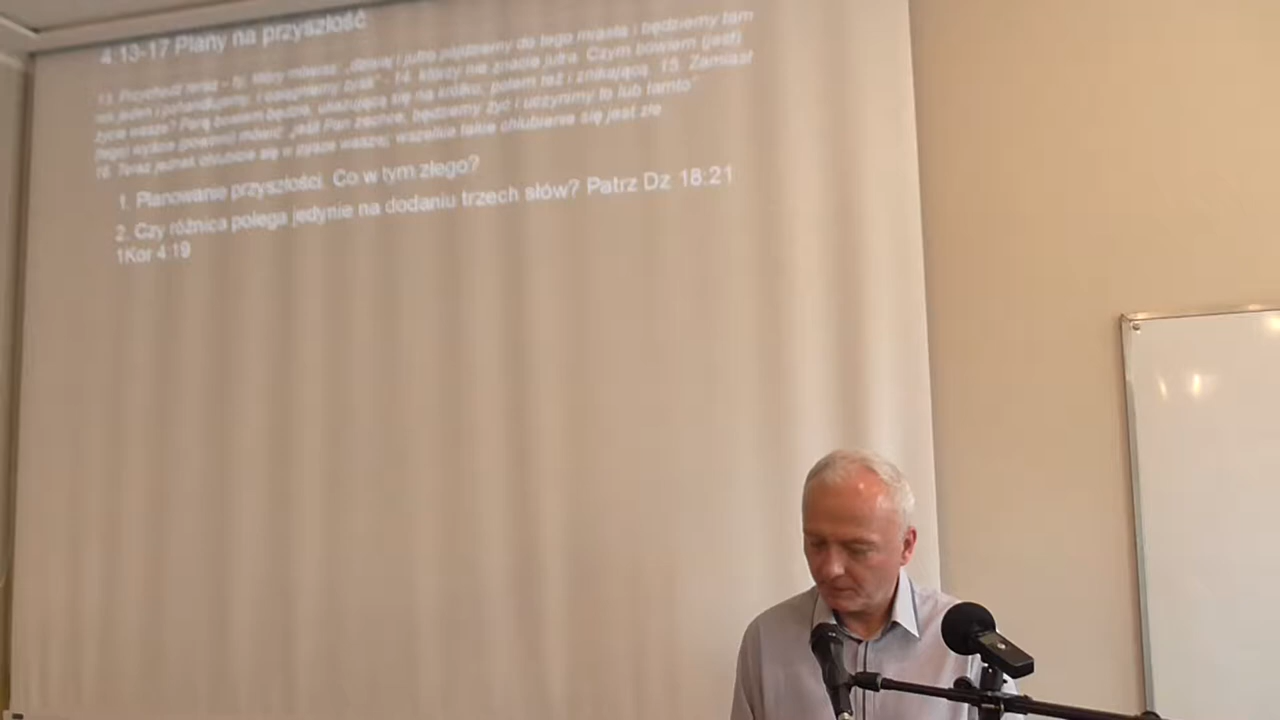 4:13-17 Plany na przyszłość
13. Przychodź teraz – ty, który mówisz: „dzisiaj i jutro pójdziemy do tego miasta i będziemy tam
rok jeden i pohandlujemy, i osiągniemy zysk" - 14. którzy nie znacie jutra. Czym bowiem (jest)
życie wasze? Parą bowiem będzie, ukazującą się na krótko, potem też i znikającą. 15. Zamiast
(tego) wyście (powinni) mówić: „jeśli Pan zechce, będziemy żyć i uczynimy to lub tamto"
16. Teraz jednak chlubicie się w pysze waszej; wszelkie takie chlubienie się jest złe
1. Planowanie przyszłości. Co w tym złego?
2. Czy różnica polega jedynie na dodaniu trzech słów? Patrz Dz 18:21
1Kor 4:19